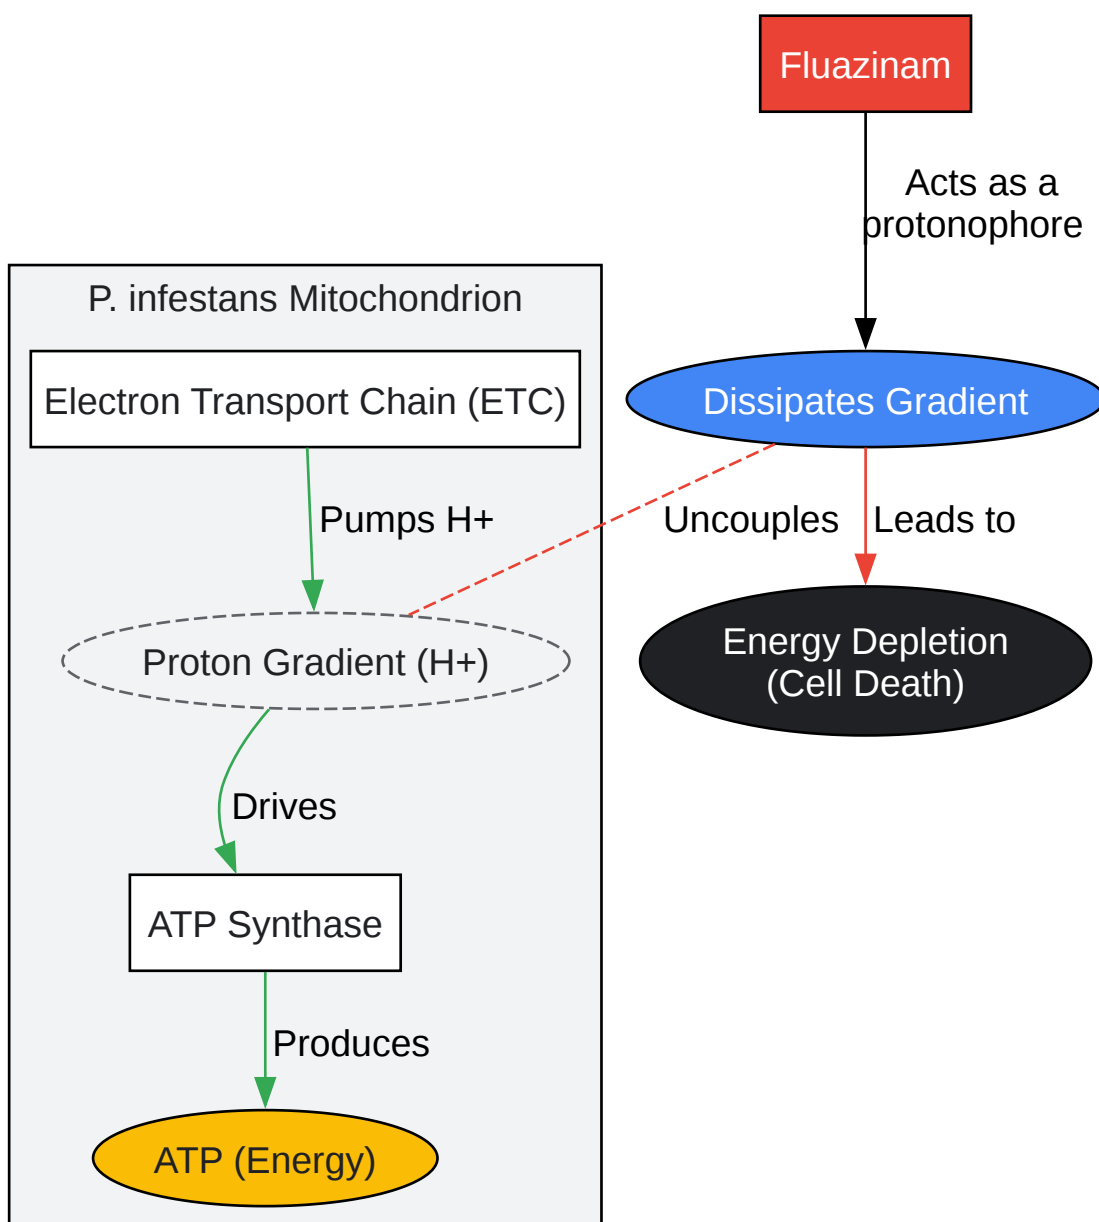 Fluazinam
Acts as a
protonophore
P. infestans Mitochondrion
Electron Transport Chain (ETC)
Dissipates Gradient
Pumps H+
Uncouples
Leads to
Proton Gradient (H+)
Energy Depletion
(Cell Death)
Drives
ATP Synthase
Produces
ATP (Energy)